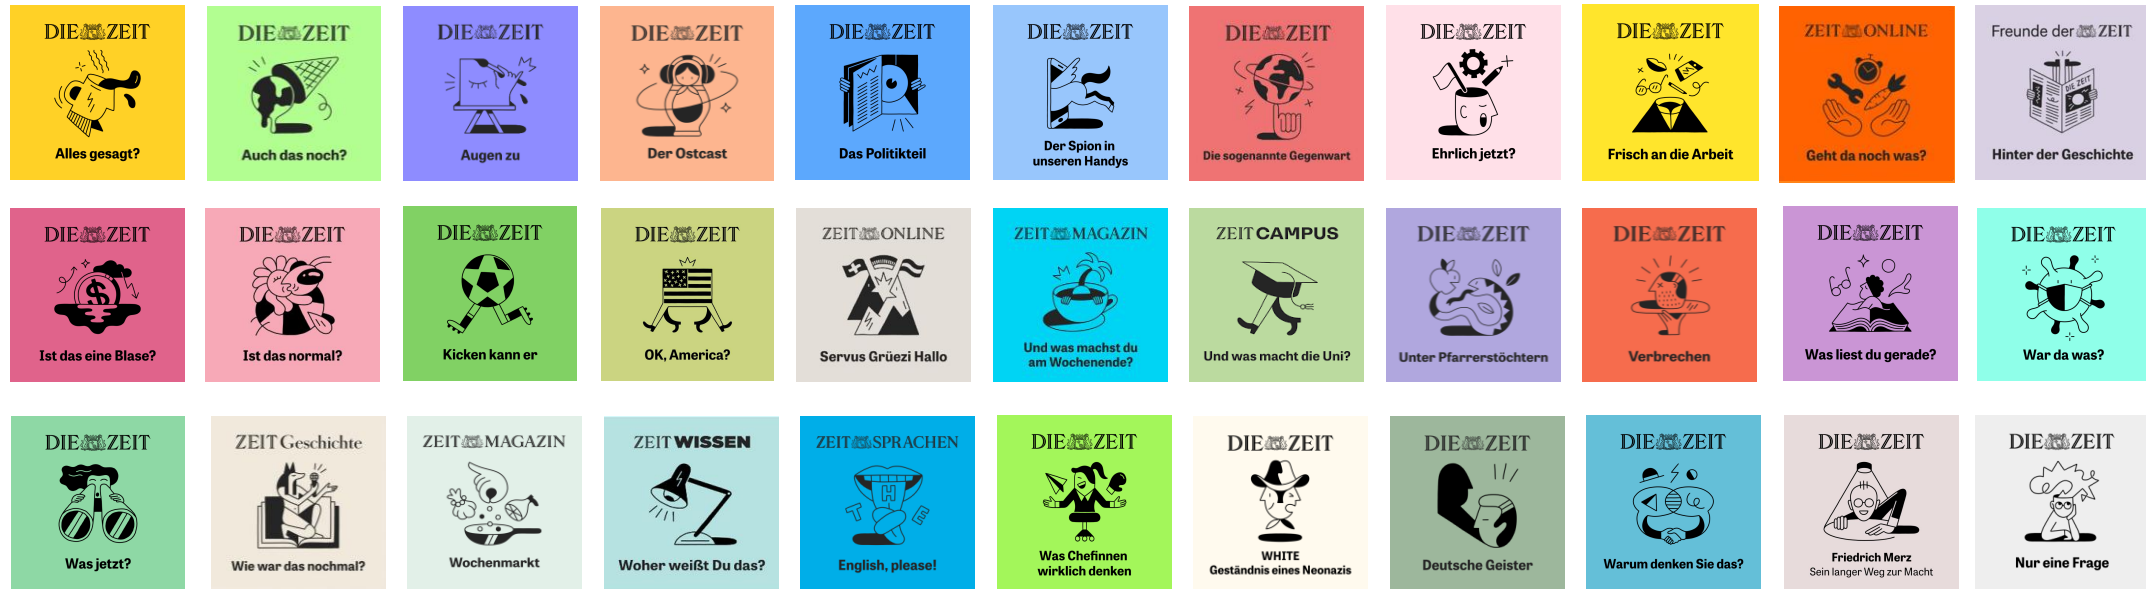 DIE ZEIT
Alles gesagt?
DIE ZEIT
Auch das noch?
DIE ZEIT
Augen zu
DIE ZEIT
Der Ostcast
DIE ZEIT
Das Politikteil
DIE ZEIT
Der Spion in
unseren Handys
DIE ZEIT
Die sogenannte Gegenwart
DIE ZEIT
Ehrlich jetzt?
DIE ZEIT
Frisch an die Arbeit
ZEIT ONLINE
Geht da noch was?
Freunde der ZEIT
DIE ZEIT
Hinter der Geschichte
DIE ZEIT
$
Ist das eine Blase?
DIE ZEIT
Ist das normal?
DIE ZEIT
Kicken kann er
DIE ZEIT
OK, America?
ZEIT ONLINE
Servus Grüezi Hallo
ZEIT MAGAZIN
Und was machst du
am Wochenende?
ZEIT CAMPUS
Und was macht die Uni?
DIE ZEIT
Unter Pfarrerstöchtern
DIE ZEIT
Verbrechen
DIE ZEIT
Was liest du gerade?
DIE ZEIT
War da was?
DIE ZEIT
Was jetzt?
ZEIT Geschichte
Wie war das nochmal?
ZEIT MAGAZIN
Wochenmarkt
ZEIT WISSEN
Woher weißt Du das?
ZEIT SPRACHEN
T H E
English, please!
DIE ZEIT
Was Chefinnen
wirklich denken
DIE ZEIT
WHITE
Geständnis eines Neonazis
DIE ZEIT
Deutsche Geister
DIE ZEIT
Warum denken Sie das?
DIE ZEIT
Friedrich Merz
Sein langer Weg zur Macht
DIE ZEIT
Nur eine Frage